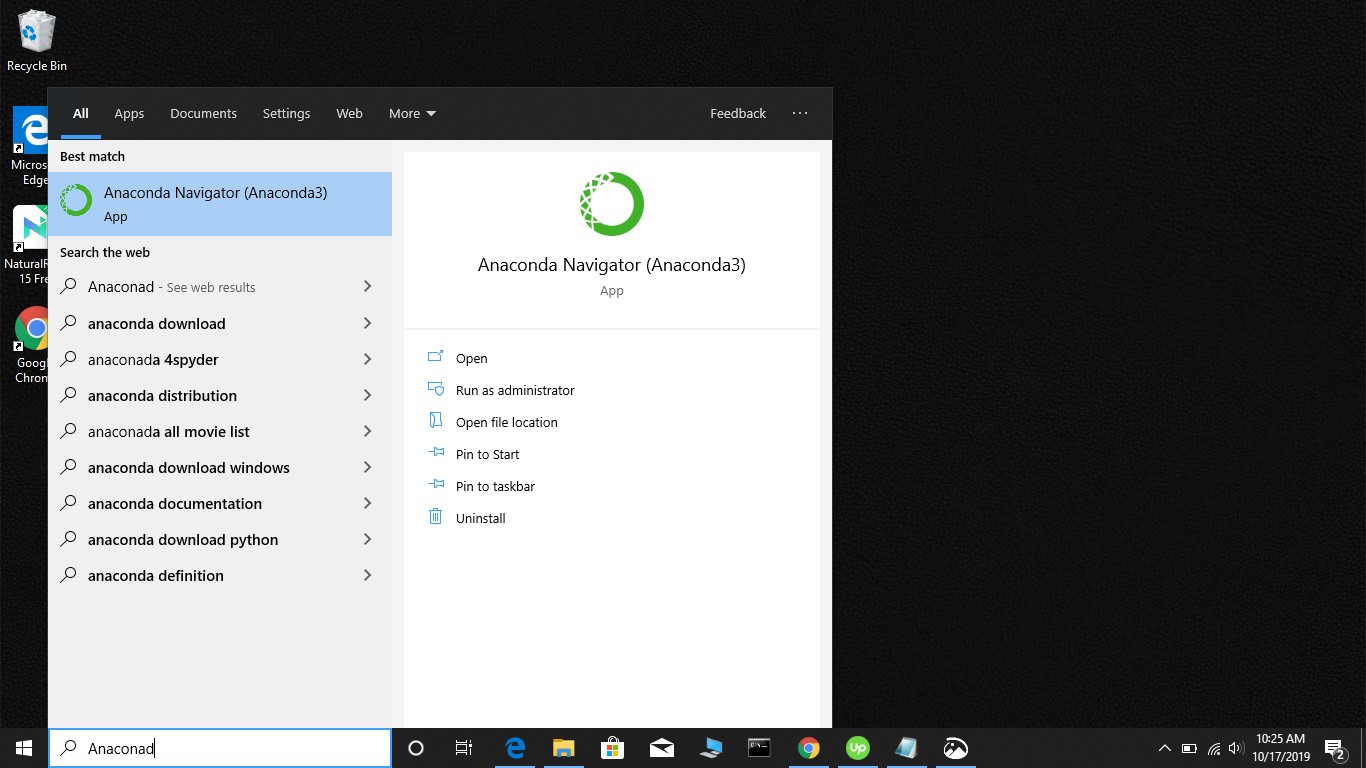 Recycle Bin
All Apps Documents Settings Web More Feedback ...
Micros
Edge
NaturalR
15 Fre
Googl
Chrom
Best match
Anaconda Navigator (Anaconda3)
App
Search the web
Anaconad - See web results
anaconda download
anaconada 4spyder
anaconda distribution
anaconada all movie list
anaconda download windows
anaconda documentation
anaconda download python
anaconda definition
Anaconda Navigator (Anaconda3)
App
Open
Run as administrator
Open file location
Pin to Start
Pin to taskbar
Uninstall
Anaconad
up
10:25 AM
10/17/2019
2